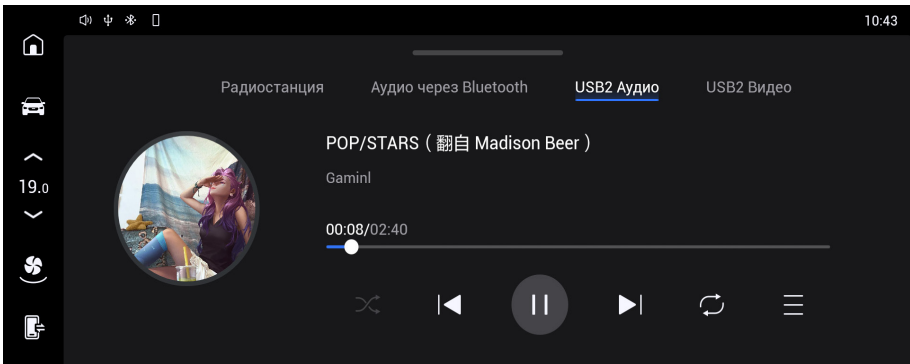 10:43
Радиостанция Аудио через Bluetooth USB2 Аудио USB2 Видео
POP/STARS（翻自 Madison Beer）
Gaminl
19.0
00:08/02:40